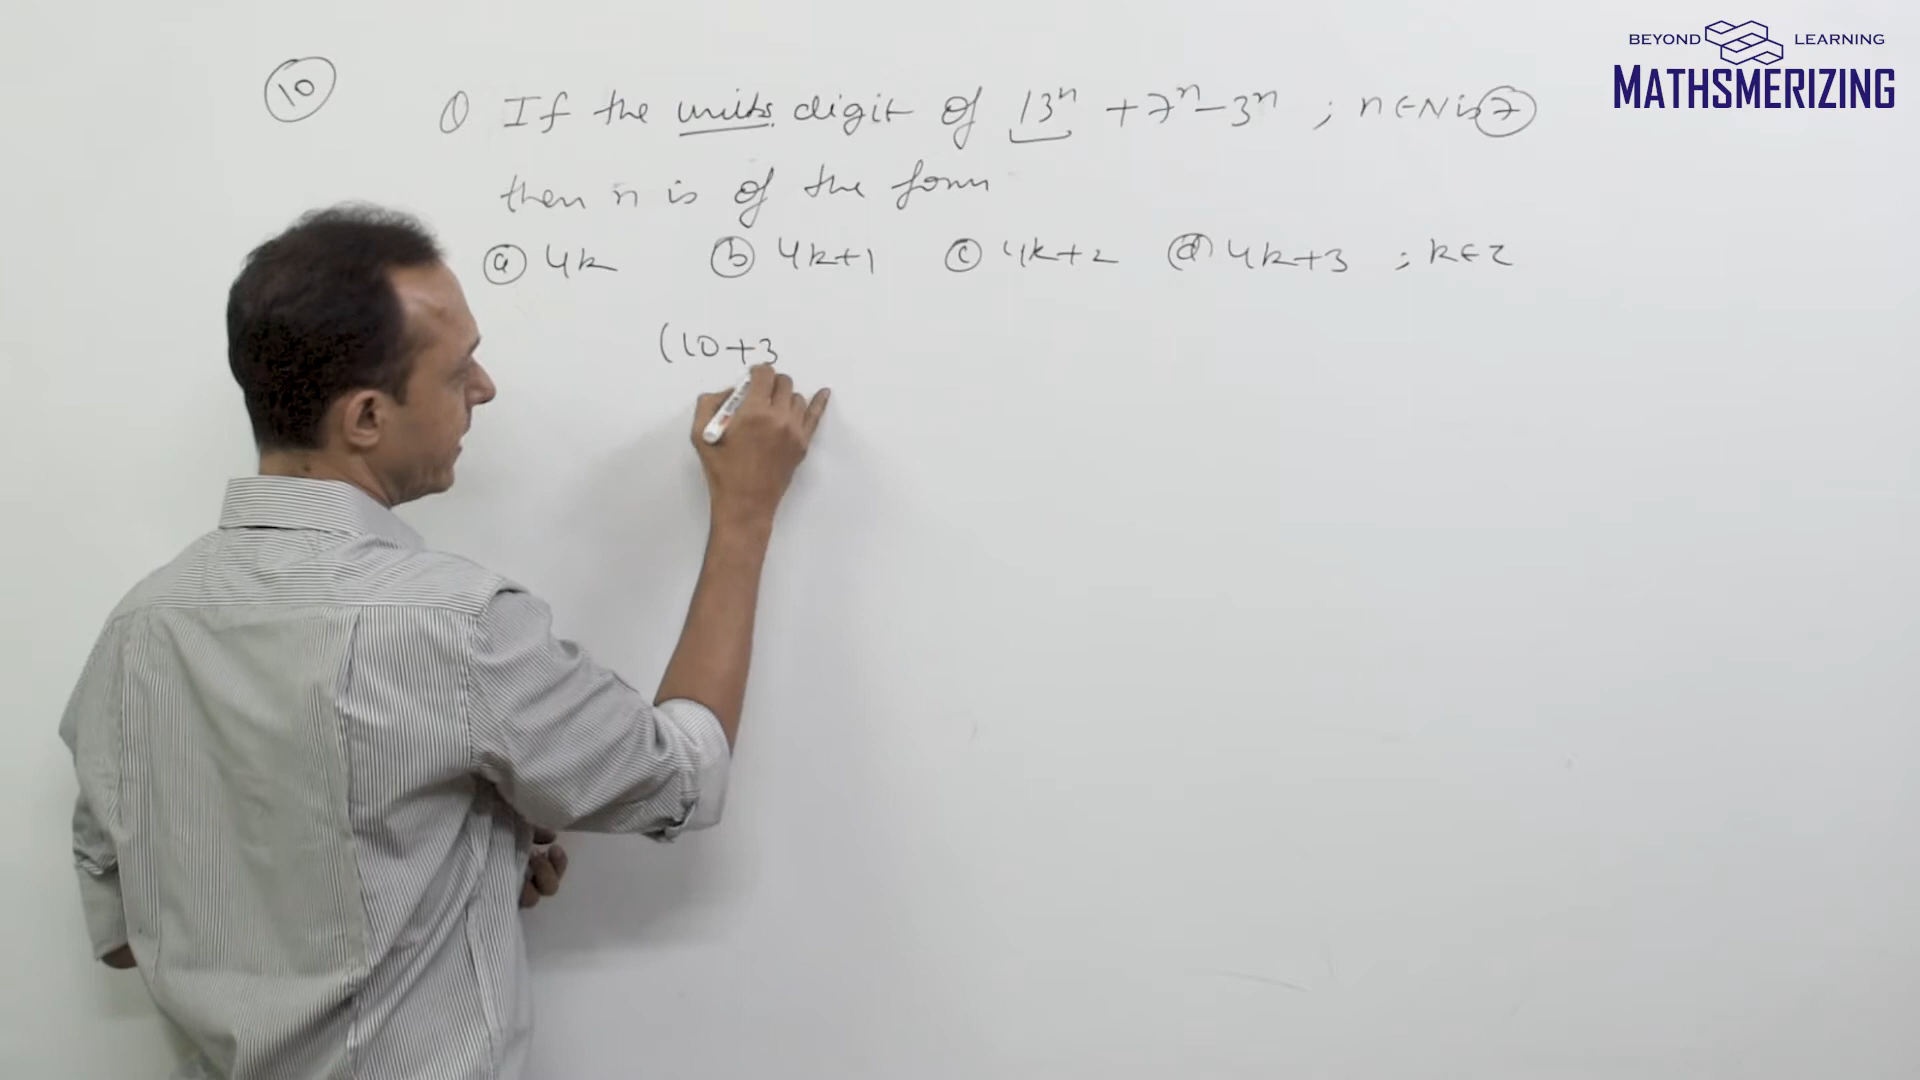 BEYOND LEARNING
MATHSMERIZING
10
Q If the units digit of 13ⁿ + 7ⁿ - 3ⁿ ; n ∈ N is 7
then n is of the form
(a) 4k (b) 4k+1 (c) 4k+2 (d) 4k+3 ; k ∈ Z
(10+3